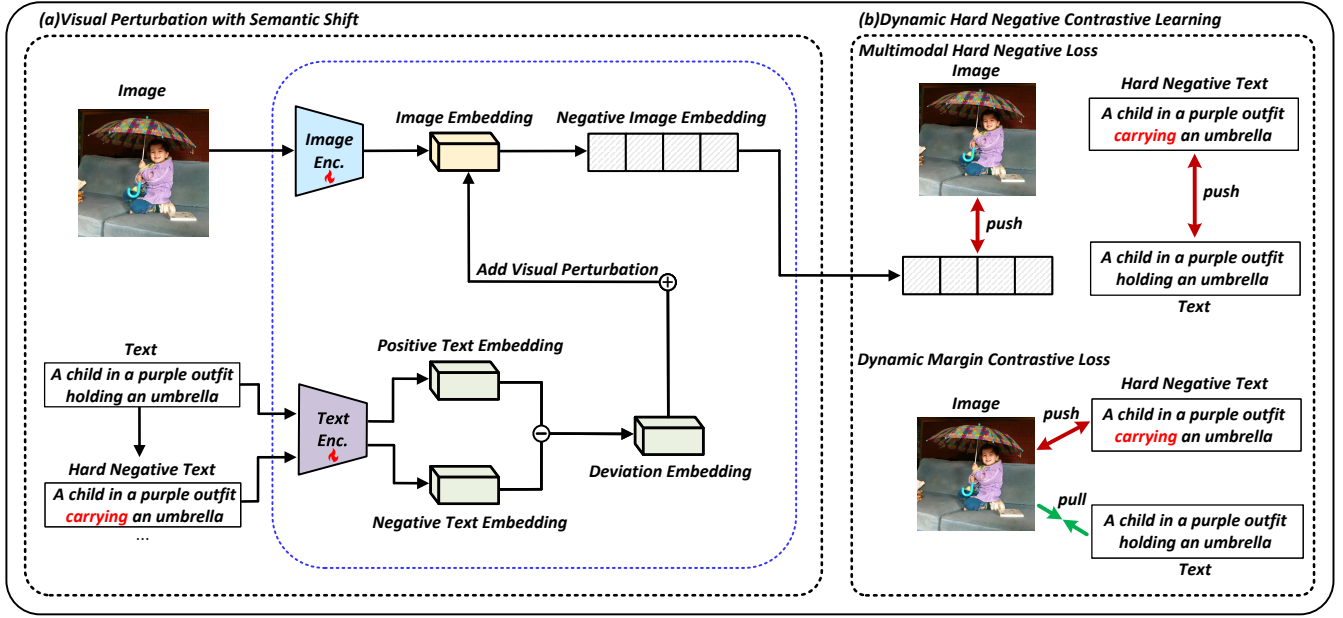 (a)Visual Perturbation with Semantic Shift
Image
Image
Enc.
Image Embedding
Negative Image Embedding
Add Visual Perturbation
Text
A child in a purple outfit
holding an umbrella
Hard Negative Text
A child in a purple outfit
carrying an umbrella
...
Text
Enc.
Positive Text Embedding
Negative Text Embedding
Deviation Embedding
(b)Dynamic Hard Negative Contrastive Learning
Multimodal Hard Negative Loss
Image
push
Hard Negative Text
A child in a purple outfit
carrying an umbrella
push
A child in a purple outfit
holding an umbrella
Text
Dynamic Margin Contrastive Loss
Image
push
pull
Hard Negative Text
A child in a purple outfit
carrying an umbrella
A child in a purple outfit
holding an umbrella
Text